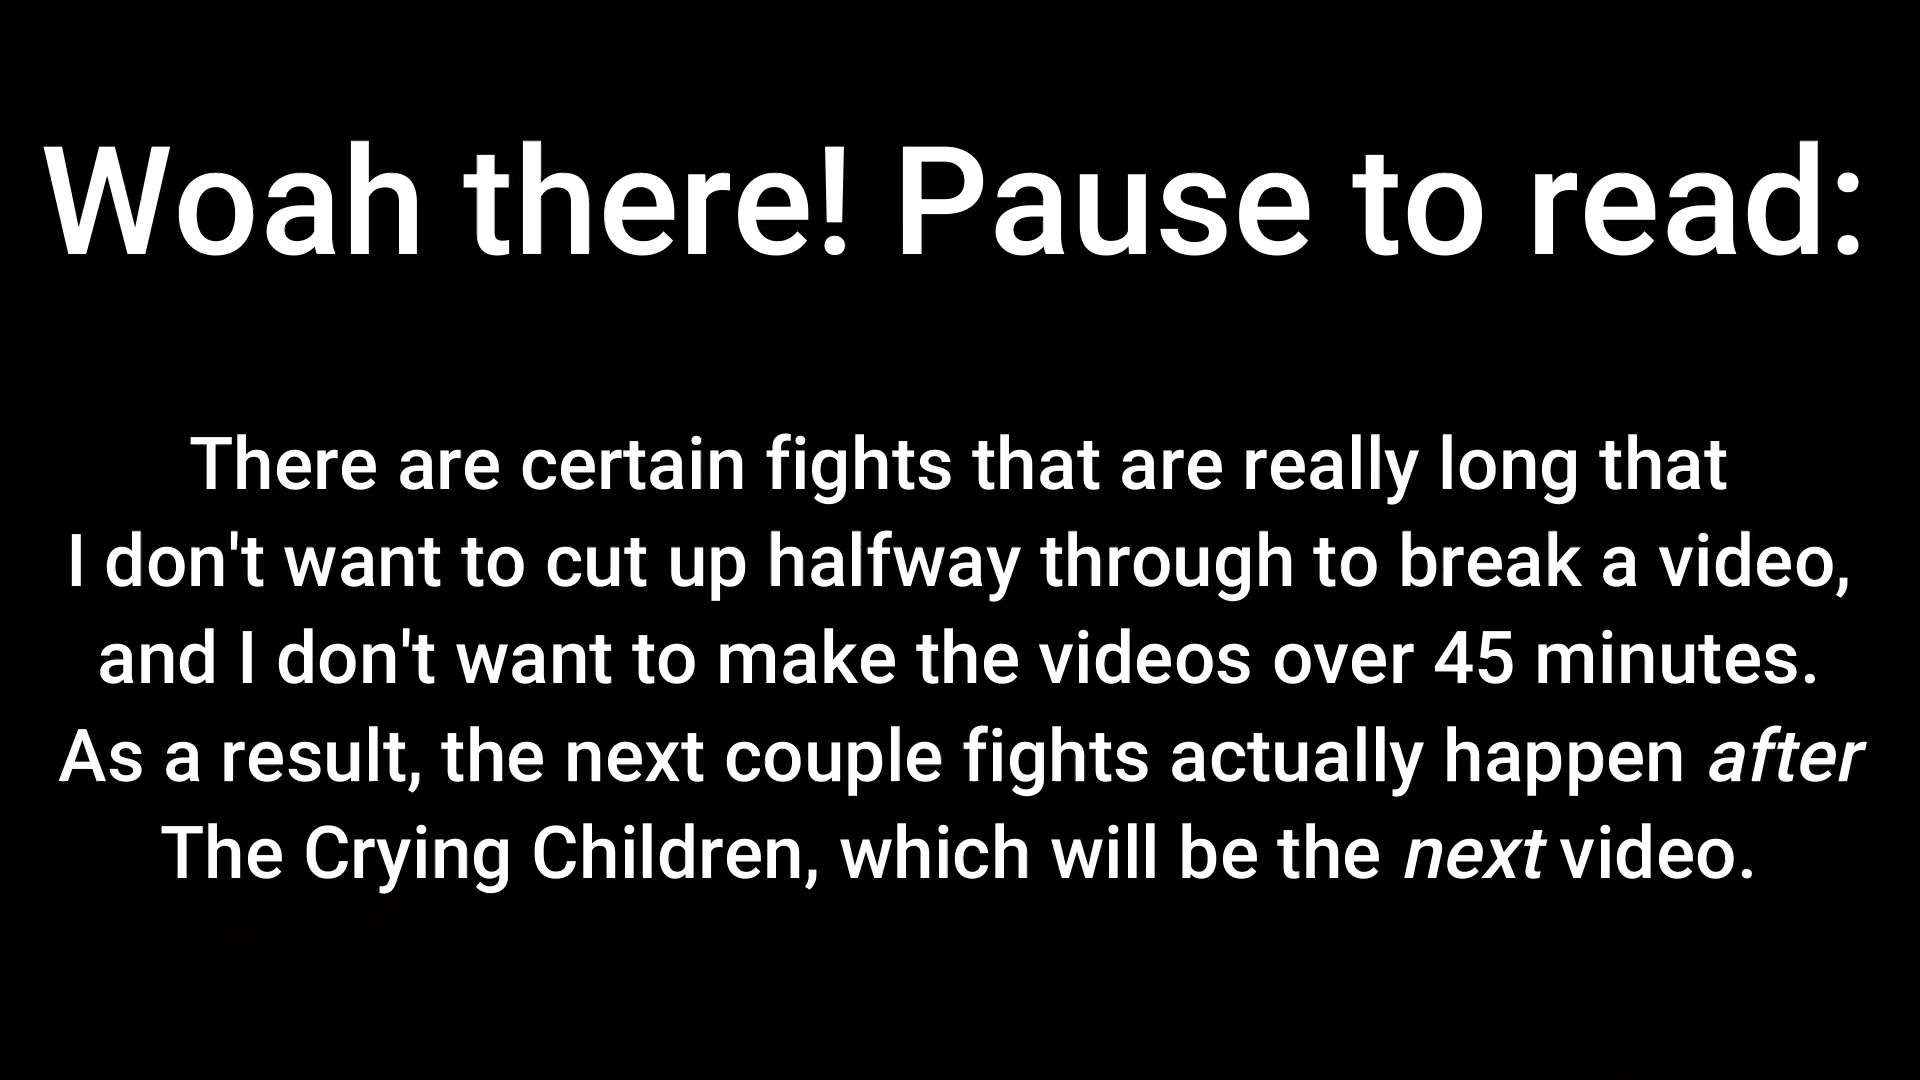 Woah there! Pause to read:
There are certain fights that are really long that
I don't want to cut up halfway through to break a video,
and I don't want to make the videos over 45 minutes.
As a result, the next couple fights actually happen after
The Crying Children, which will be the next video.